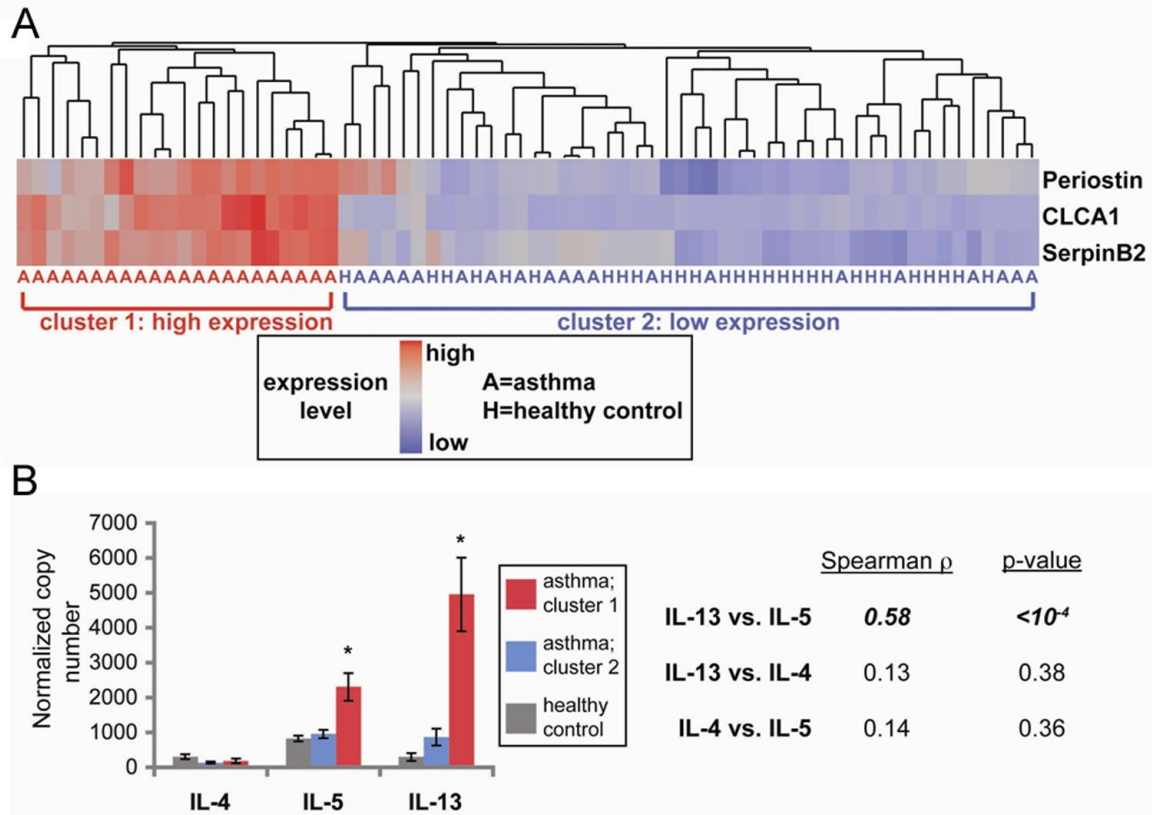 A
Periostin
CLCA1
SerpinB2
AAAAAAAAAAAAAAAAAAAAAAHAAAAAHHAHAHAHAAAAHHHAHHHAHHHHHHHHAHHHAHHHHAHAAA
cluster 1: high expression
cluster 2: low expression
expression level
high
low
A=asthma
H=healthy control
B
Normalized copy
number
7000
6000
5000
4000
3000
2000
1000
0
*
*
IL-4
IL-5
IL-13
asthma;
cluster 1
asthma;
cluster 2
healthy
control
Spearman ρ p-value
IL-13 vs. IL-5 0.58 <10⁻⁴
IL-13 vs. IL-4 0.13 0.38
IL-4 vs. IL-5 0.14 0.36